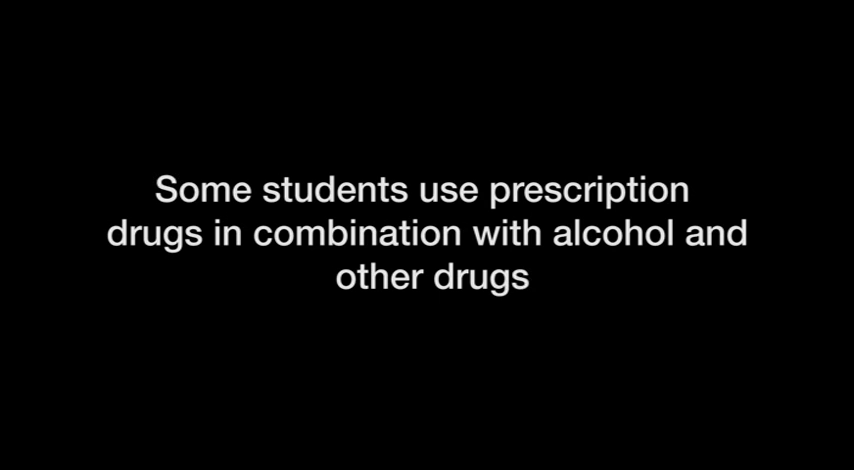 Some students use prescription
drugs in combination with alcohol and
other drugs